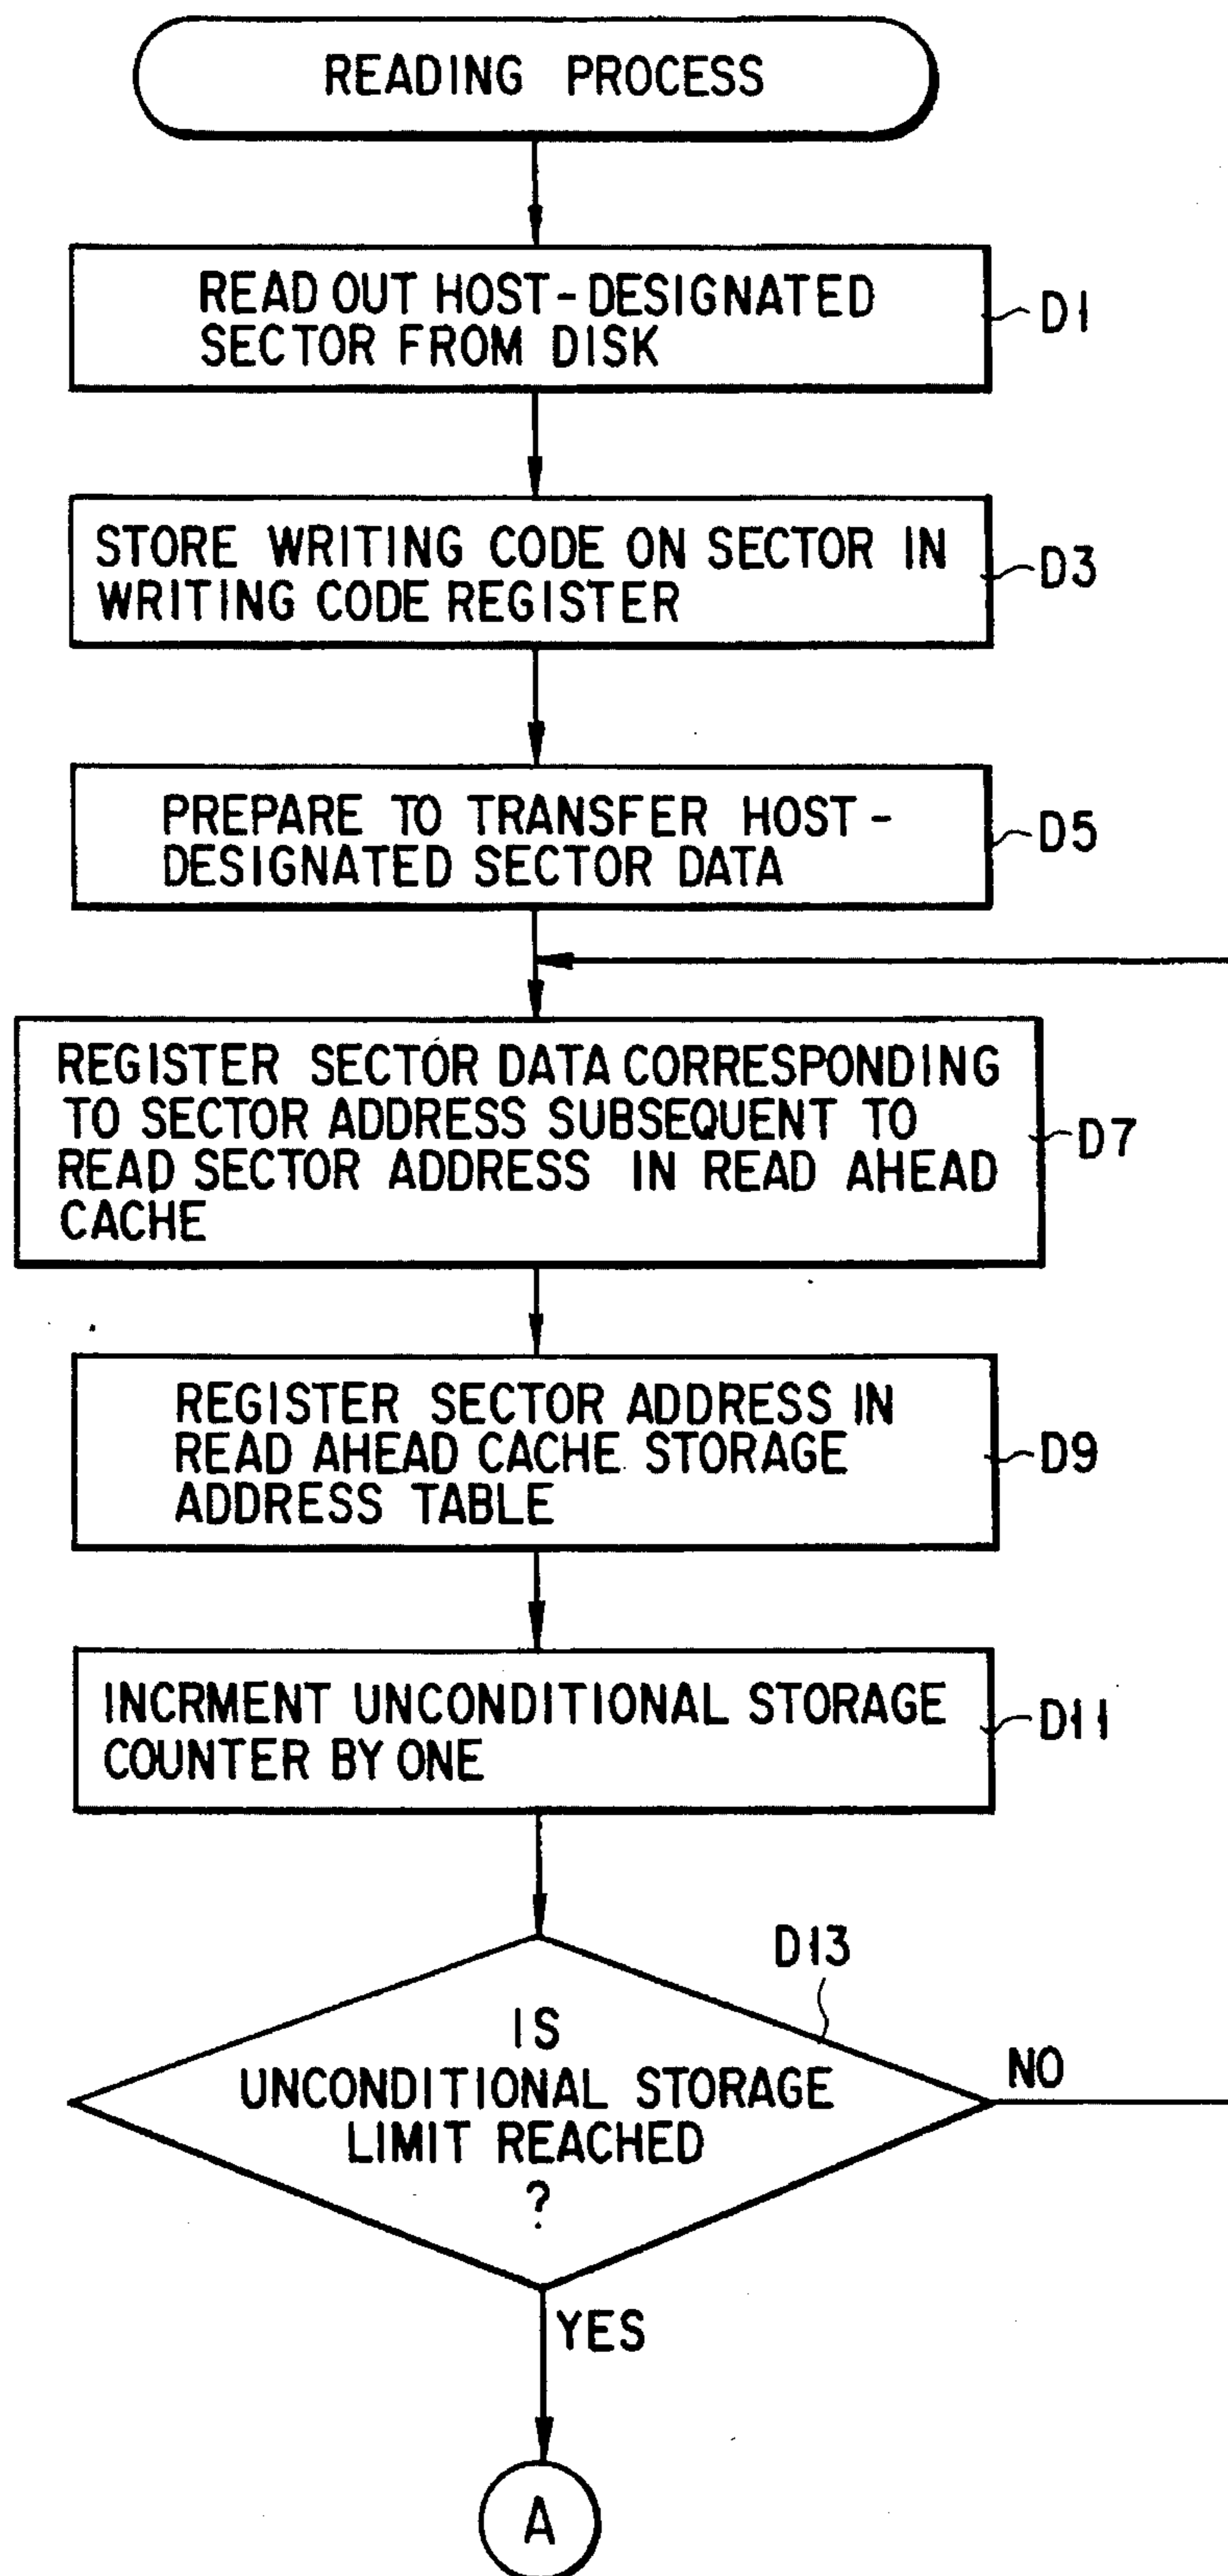 READING PROCESS
READ OUT HOST-DESIGNATED
SECTOR FROM DISK
D1
STORE WRITING CODE ON SECTOR IN
WRITING CODE REGISTER
D3
PREPARE TO TRANSFER HOST-
DESIGNATED SECTOR DATA
D5
REGISTER SECTOR DATA CORRESPONDING
TO SECTOR ADDRESS SUBSEQUENT TO
READ SECTOR ADDRESS IN READ AHEAD
CACHE
D7
REGISTER SECTOR ADDRESS IN
READ AHEAD CACHE STORAGE
ADDRESS TABLE
D9
INCRMENT UNCONDITIONAL STORAGE
COUNTER BY ONE
D11
D13
IS
UNCONDITIONAL STORAGE
LIMIT REACHED
?
NO
YES
A